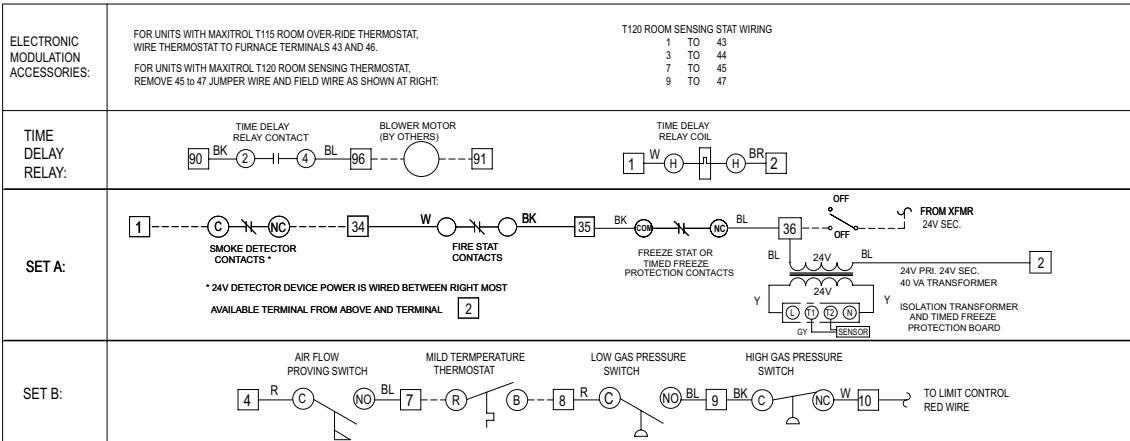 ELECTRONIC
MODULATION
ACCESSORIES:
FOR UNITS WITH MAXITROL T115 ROOM OVER-RIDE THERMOSTAT,
WIRE THERMOSTAT TO FURNACE TERMINALS 43 AND 46.
FOR UNITS WITH MAXITROL T120 ROOM SENSING THERMOSTAT,
REMOVE 45 to 47 JUMPER WIRE AND FIELD WIRE AS SHOWN AT RIGHT:
T120 ROOM SENSING STAT WIRING
1 TO 43
3 TO 44
7 TO 45
9 TO 47
TIME
DELAY
RELAY:
TIME DELAY
RELAY CONTACT
BLOWER MOTOR
(BY OTHERS)
90 BK 2 4 BL 96 91
TIME DELAY
RELAY COIL
1 W H H BR 2
SET A:
1 C NC 34 W BK 35 BK COM NC BL 36
OFF
OFF
FROM XFMR
24V SEC.
SMOKE DETECTOR
CONTACTS *
FIRE STAT
CONTACTS
FREEZE STAT OR
TIMED FREEZE
PROTECTION CONTACTS
BL 24V BL 2
24V
Y Y
L T1 T2 N
GY SENSOR
24V PRI. 24V SEC.
40 VA TRANSFORMER
ISOLATION TRANSFORMER
AND TIMED FREEZE
PROTECTION BOARD
* 24V DETECTOR DEVICE POWER IS WIRED BETWEEN RIGHT MOST
AVAILABLE TERMINAL FROM ABOVE AND TERMINAL 2
SET B:
AIR FLOW
PROVING SWITCH
MILD TERMPERATURE
THERMOSTAT
LOW GAS PRESSURE
SWITCH
HIGH GAS PRESSURE
SWITCH
4 R C NO BL 7 R B 8 R C NO BL 9 BK C NC W 10
TO LIMIT CONTROL
RED WIRE